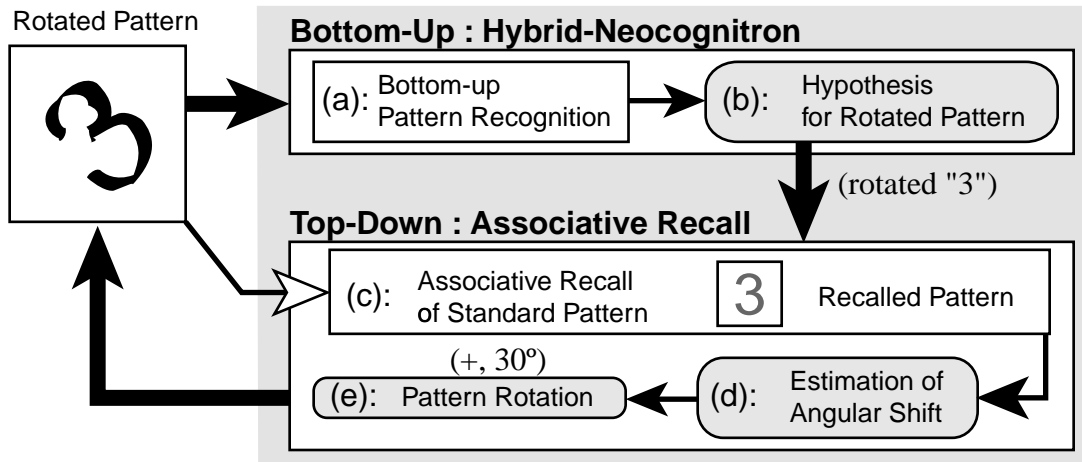 Rotated Pattern
3
Bottom-Up : Hybrid-Neocognitron
(a): Bottom-up
Pattern Recognition
(b): Hypothesis
for Rotated Pattern
(rotated "3")
Top-Down : Associative Recall
(c): Associative Recall
of Standard Pattern
3
Recalled Pattern
(+, 30º)
(e): Pattern Rotation
(d): Estimation of
Angular Shift